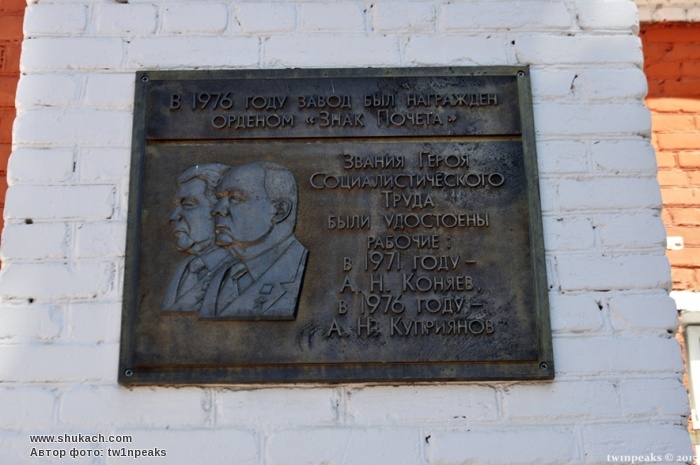 В 1976 ГОДУ ЗАВОД БЫЛ НАГРАЖДЕН
ОРДЕНОМ «ЗНАК ПОЧЕТА»
ЗВАНИЯ ГЕРОЯ
СОЦИАЛИСТИЧЕСКОГО
ТРУДА
БЫЛИ УДОСТОЕНЫ
РАБОЧИЕ:
В 1971 ГОДУ –
А. Н. КОНЯЕВ,
В 1976 ГОДУ –
А. Н. КУПРИЯНОВ
www.shukach.com
Автор фото: tw1npeaks
tw1npeaks ©